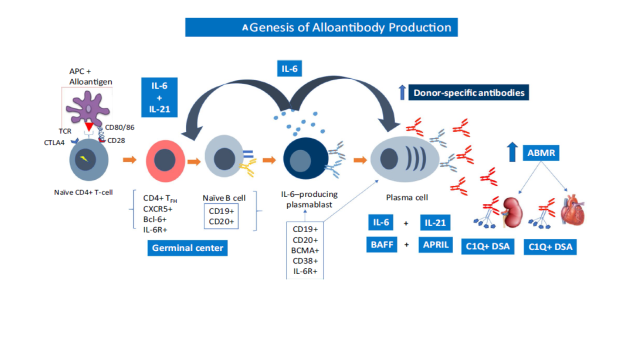 A Genesis of Alloantibody Production
APC +
Alloantigen
IL-6
+
IL-21
IL-6
Donor-specific antibodies
TCR
CD80/86
CTLA4
CD28
ABMR
Naïve CD4+ T-cell
CD4+ TFH
CXCR5+
Bcl-6+
IL-6R+
Naïve B cell
CD19+
CD20+
Germinal center
IL-6–producing
plasmablast
CD19+
CD20+
BCMA+
CD38+
IL-6R+
Plasma cell
IL-6 + IL-21
BAFF + APRIL
C1Q+ DSA
C1Q+ DSA